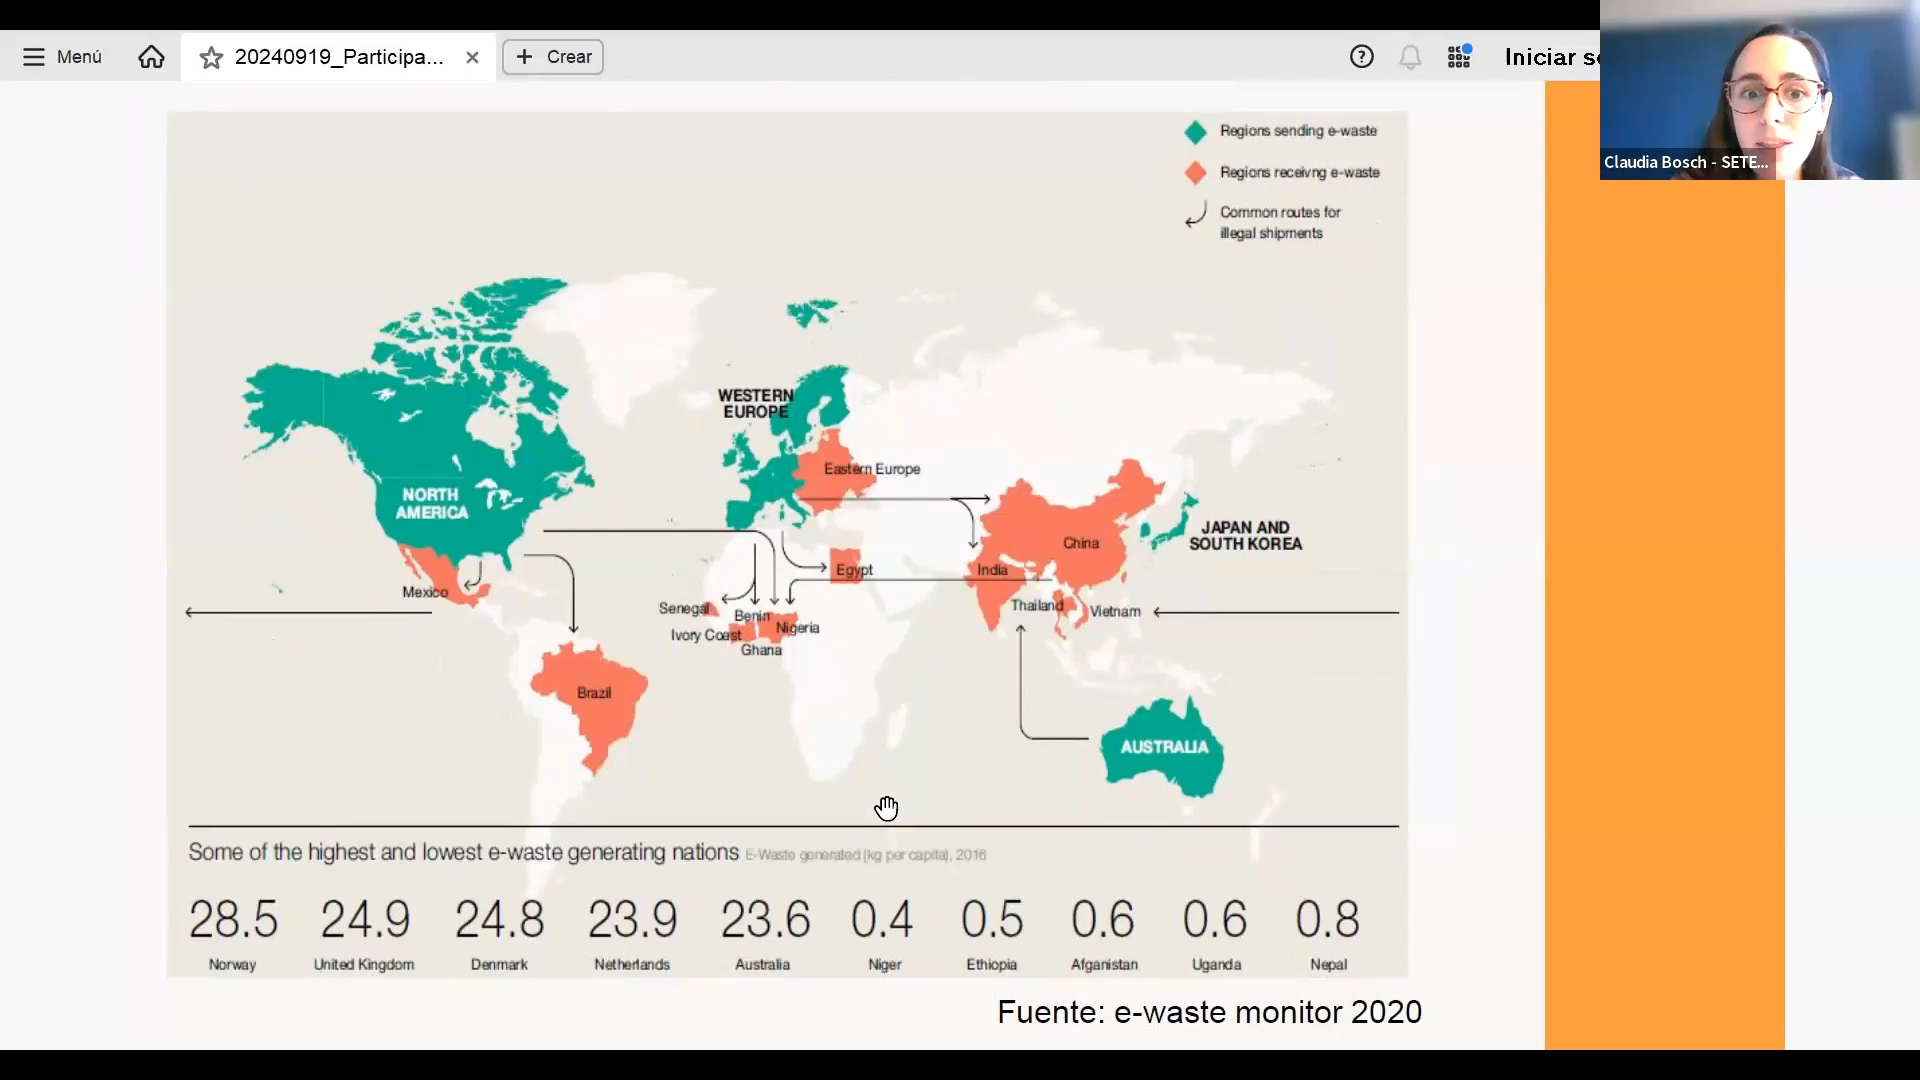 Menú
20240919_Participa...
Crear
Iniciar
Claudia Bosch - SETE...
Regions sending e-waste
Regions receivng e-waste
Common routes for
illegal shipments
WESTERN
EUROPE
Eastern Europe
NORTH
AMERICA
JAPAN AND
SOUTH KOREA
China
Mexico
Egypt
India
Senegal
Benin
Thailand
Vietnam
Ivory Coast
Nigeria
Ghana
Brazil
AUSTRALIA
Some of the highest and lowest e-waste generating nations E-Waste generated (kg per capita), 2016
28.5 24.9 24.8 23.9 23.6 0.4 0.5 0.6 0.6 0.8
Norway United Kingdom Denmark Netherlands Australia Niger Ethiopia Afganistan Uganda Nepal
Fuente: e-waste monitor 2020